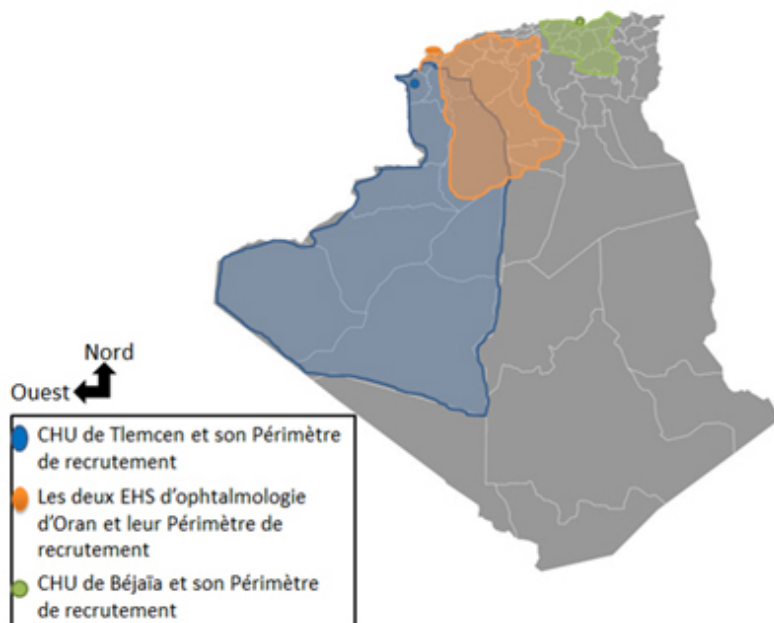 Nord
Ouest
CHU de Tlemcen et son Périmètre
de recrutement
Les deux EHS d'ophtalmologie
d'Oran et leur Périmètre de
recrutement
CHU de Béjaïa et son Périmètre
de recrutement